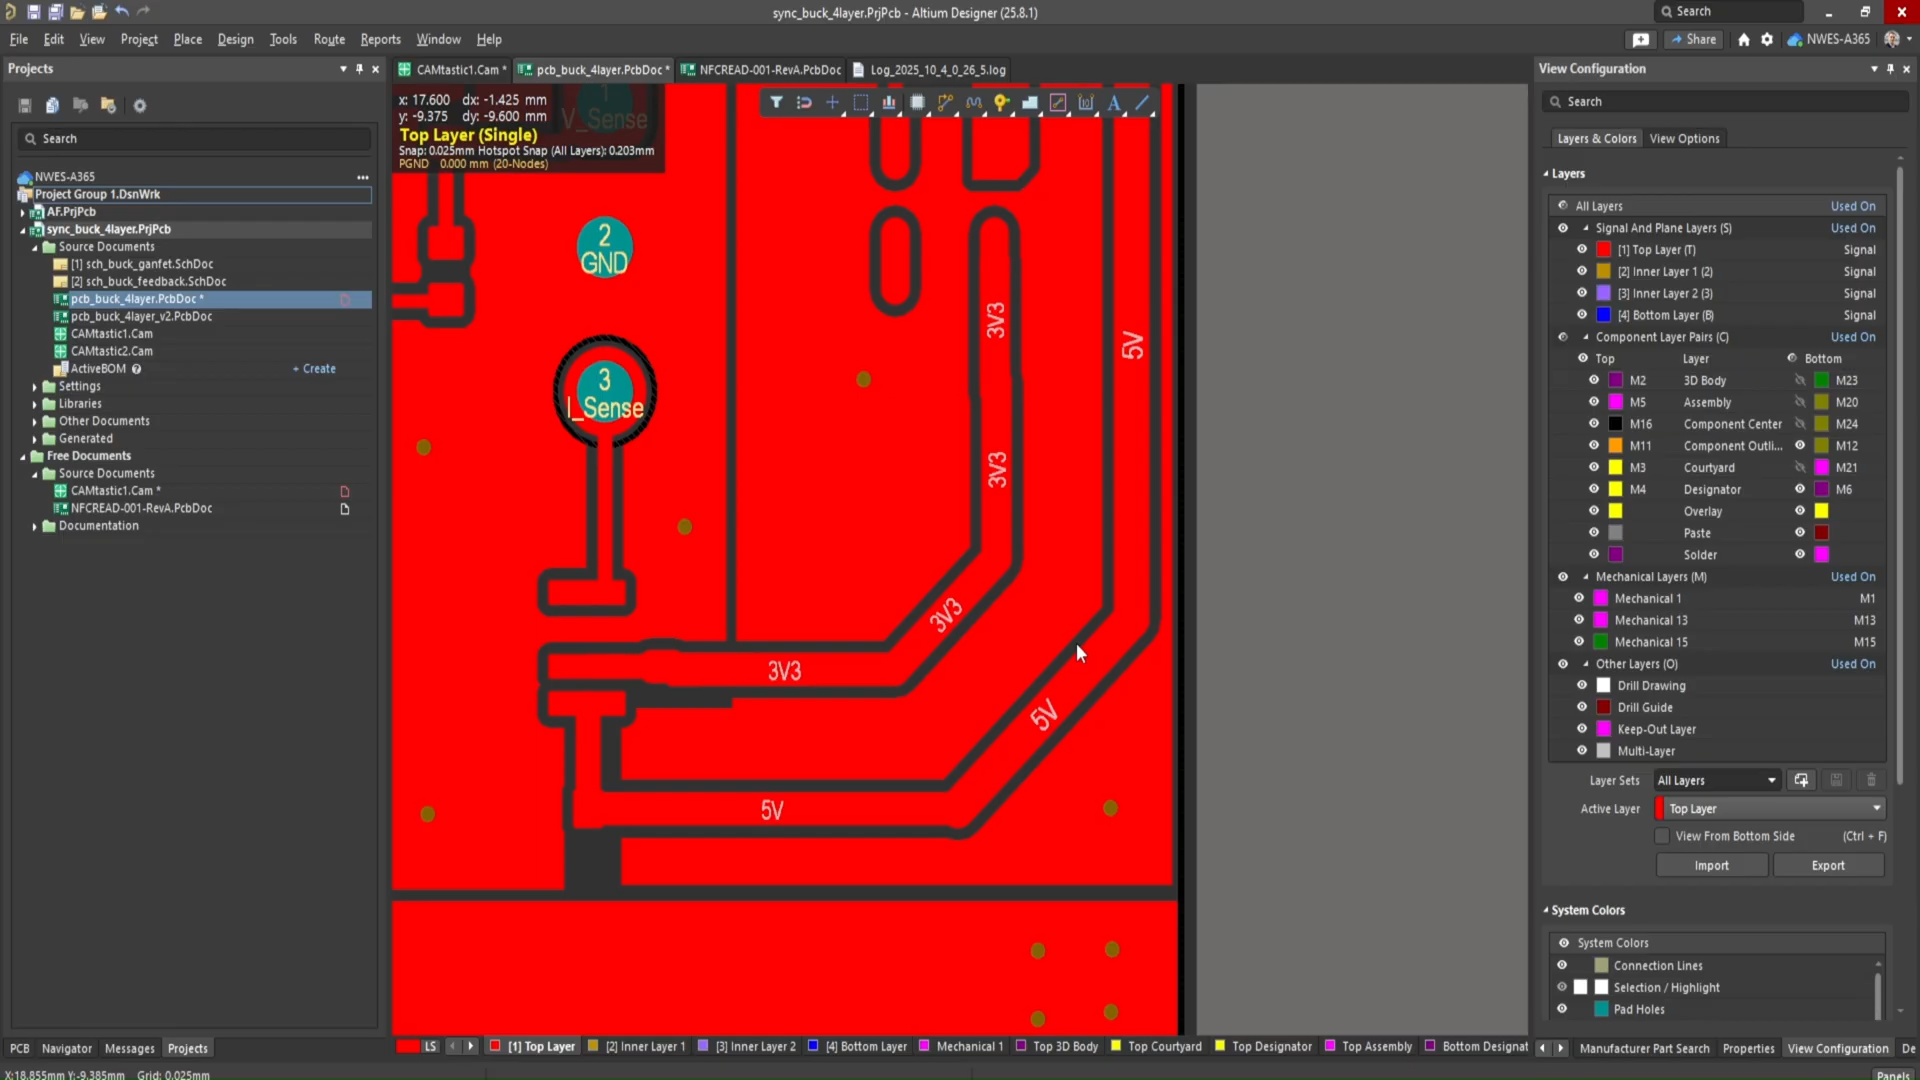 sync_buck_4layer.PrjPcb - Altium Designer (25.8.1)
Search
File Edit View Project Place Design Tools Route Reports Window Help
Share
NWES-A365
Projects
CAMtastic1.Cam *
pcb_buck_4layer.PcbDoc *
NFCREAD-001-RevA.PcbDoc
Log_2025_10_4_0_26_5.log
Search
NWES-A365
Project Group 1.DsnWrk
AF.PrjPcb
sync_buck_4layer.PrjPcb
Source Documents
[1] sch_buck_ganfet.SchDoc
[2] sch_buck_feedback.SchDoc
pcb_buck_4layer.PcbDoc *
pcb_buck_4layer_v2.PcbDoc
CAMtastic1.Cam
CAMtastic2.Cam
ActiveBOM
+ Create
Settings
Libraries
Other Documents
Generated
Free Documents
Source Documents
CAMtastic1.Cam *
NFCREAD-001-RevA.PcbDoc
Documentation
PCB Navigator Messages Projects
x: 17.600 dx: -1.425 mm
y: -9.375 dy: -9.600 mm
Top Layer (Single)
Snap: 0.025mm Hotspot Snap (All Layers): 0.203mm
PGND 0.000 mm (20-Nodes)
1
V_Sense
2
GND
3
I_Sense
3V3
5V
3V3
3V3
3V3
5V
5V
View Configuration
Search
Layers & Colors View Options
Layers
All Layers Used On
Signal And Plane Layers (S) Used On
[1] Top Layer (T) Signal
[2] Inner Layer 1 (2) Signal
[3] Inner Layer 2 (3) Signal
[4] Bottom Layer (B) Signal
Component Layer Pairs (C) Used On
Top Layer Bottom
M2 3D Body M23
M5 Assembly M20
M16 Component Center M24
M11 Component Outli... M12
M3 Courtyard M21
M4 Designator M6
Overlay
Paste
Solder
Mechanical Layers (M) Used On
Mechanical 1 M1
Mechanical 13 M13
Mechanical 15 M15
Other Layers (O) Used On
Drill Drawing
Drill Guide
Keep-Out Layer
Multi-Layer
Layer Sets All Layers
Active Layer Top Layer
View From Bottom Side (Ctrl + F)
Import Export
System Colors
System Colors
Connection Lines
Selection / Highlight
Pad Holes
LS [1] Top Layer [2] Inner Layer 1 [3] Inner Layer 2 [4] Bottom Layer Mechanical 1 Top 3D Body Top Courtyard Top Designator Top Assembly Bottom Designat
Manufacturer Part Search Properties View Configuration De
X:18.855mm Y:-9.385mm Grid: 0.025mm
Panels